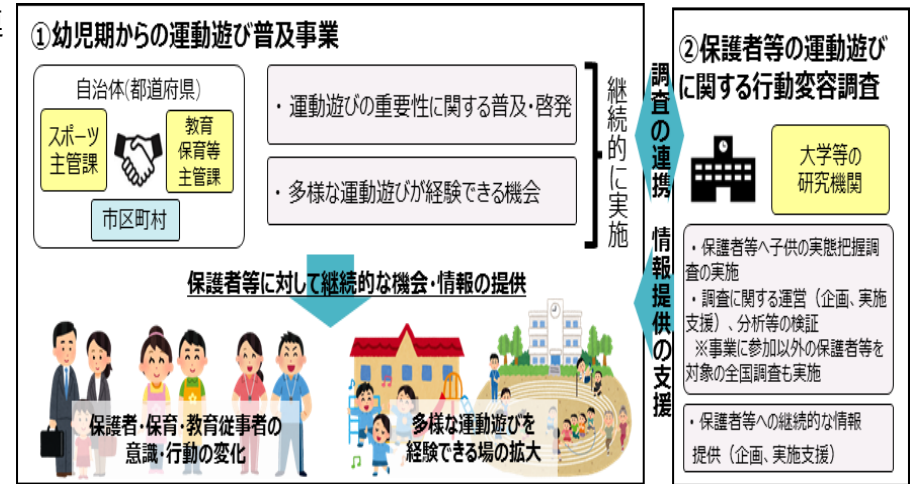 ①幼児期からの運動遊び普及事業
自治体(都道府県)
スポーツ
主管課
教育
保育等
主管課
市区町村
・運動遊びの重要性に関する普及・啓発
・多様な運動遊びが経験できる機会
継続的に実施
保護者等に対して継続的な機会・情報の提供
保護者・保育・教育従事者の
意識・行動の変化
多様な運動遊びを
経験できる場の拡大
調査の連携
情報提供の支援
②保護者等の運動遊び
に関する行動変容調査
大学等の
研究機関
・保護者等へ子供の実態把握調
査の実施
・調査に関する運営（企画、実施
支援）、分析等の検証
※事業に参加以外の保護者等を
対象の全国調査も実施
・保護者等への継続的な情報
提供（企画、実施支援）